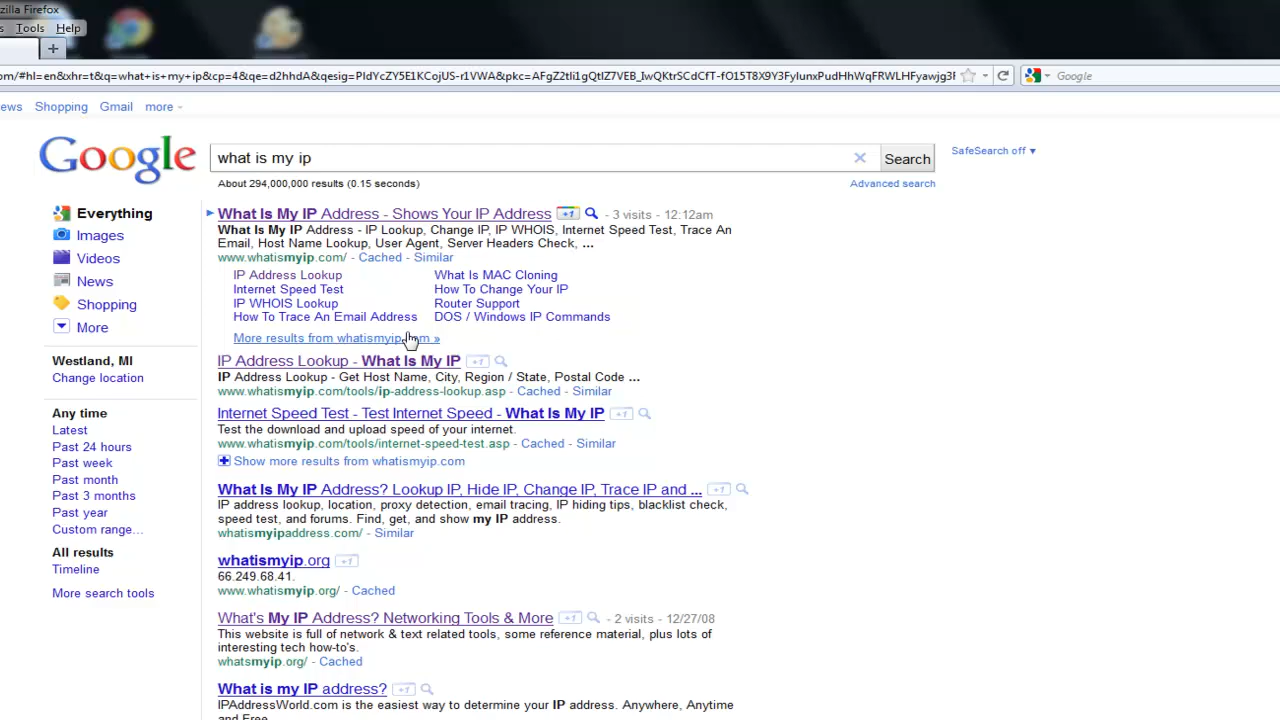 zilla Firefox
s Tools Help
+
om/#hl=en&xhr=t&q=what+is+my+ip&cp=4&qe=d2hhdA&qesig=
Google
ews Shopping Gmail more
Google
what is my ip
Search
SafeSearch off ▼
About 294,000,000 results (0.15 seconds)
Advanced search
Everything
Images
Videos
News
Shopping
More
Westland, MI
Change location
Any time
Latest
Past 24 hours
Past week
Past month
Past 3 months
Past year
Custom range...
All results
Timeline
More search tools
What Is My IP Address - Shows Your IP Address +1 - 3 visits - 12:12am
What Is My IP Address - IP Lookup, Change IP, IP WHOIS, Internet Speed Test, Trace An
Email, Host Name Lookup, User Agent, Server Headers Check, ...
www.whatismyip.com/ - Cached - Similar
IP Address Lookup What Is MAC Cloning
Internet Speed Test How To Change Your IP
IP WHOIS Lookup Router Support
How To Trace An Email Address DOS / Windows IP Commands
More results from whatismyip.com »
IP Address Lookup - What Is My IP +1
IP Address Lookup - Get Host Name, City, Region / State, Postal Code ...
www.whatismyip.com/tools/ip-address-lookup.asp - Cached - Similar
Internet Speed Test - Test Internet Speed - What Is My IP +1
Test the download and upload speed of your internet.
www.whatismyip.com/tools/internet-speed-test.asp - Cached - Similar
Show more results from whatismyip.com
What Is My IP Address? Lookup IP, Hide IP, Change IP, Trace IP and ... +1
IP address lookup, location, proxy detection, email tracing, IP hiding tips, blacklist check,
speed test, and forums. Find, get, and show my IP address.
whatismyipaddress.com/ - Similar
whatismyip.org +1
66.249.68.41.
www.whatismyip.org/ - Cached
What's My IP Address? Networking Tools & More +1 - 2 visits - 12/27/08
This website is full of network & text related tools, some reference material, plus lots of
interesting tech how-to's.
whatsmyip.org/ - Cached
What is my IP address? +1
IPAddressWorld.com is the easiest way to determine your IP address. Anywhere, Anytime
and Free.